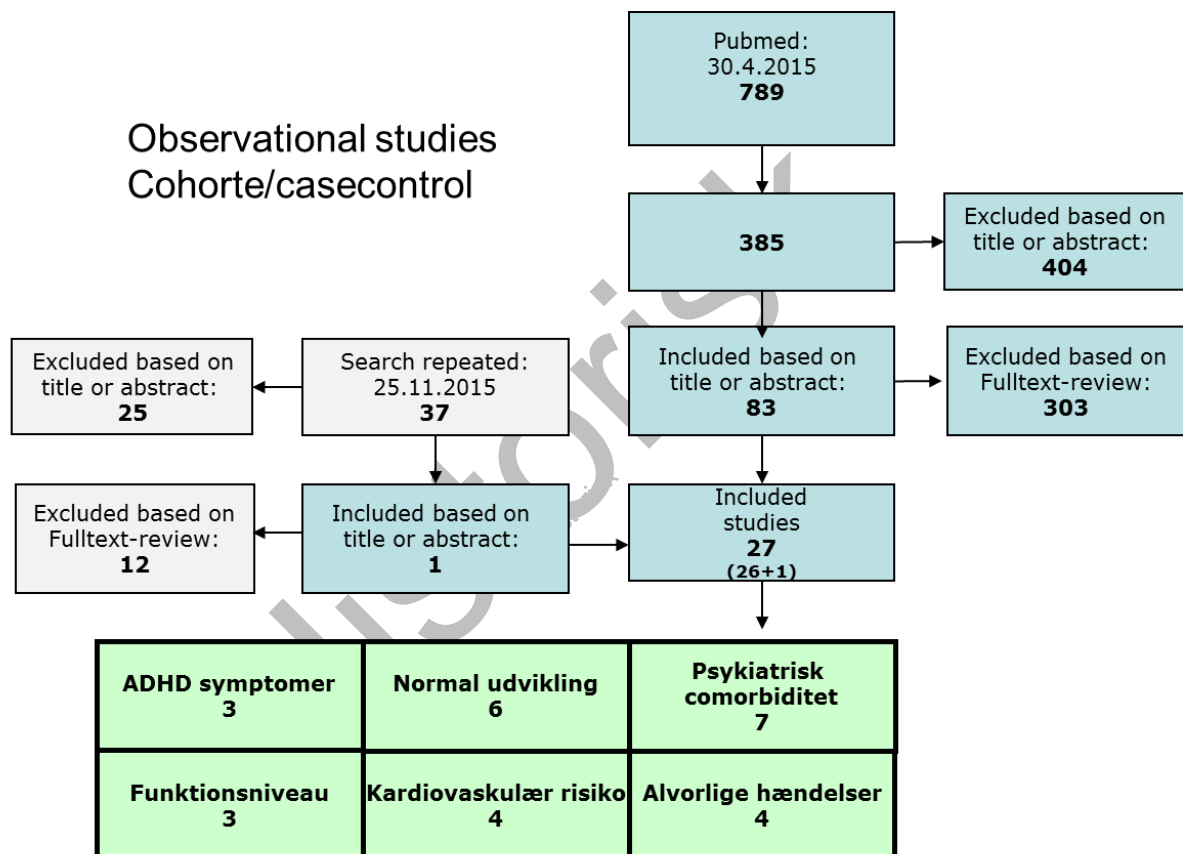 Pubmed:
30.4.2015
789
Observational studies
Cohorte/casecontrol
385
Excluded based on
title or abstract:
404
Excluded based on
title or abstract:
25
Search repeated:
25.11.2015
37
Included based on
title or abstract:
83
Excluded based on
Fulltext-review:
303
Excluded based on
Fulltext-review:
12
Included based on
title or abstract:
1
Included
studies
27
(26+1)
ADHD symptomer
3
Normal udvikling
6
Psykiatrisk
comorbiditet
7
Funktionsniveau
3
Kardiovaskulær risiko
4
Alvorlige hændelser
4